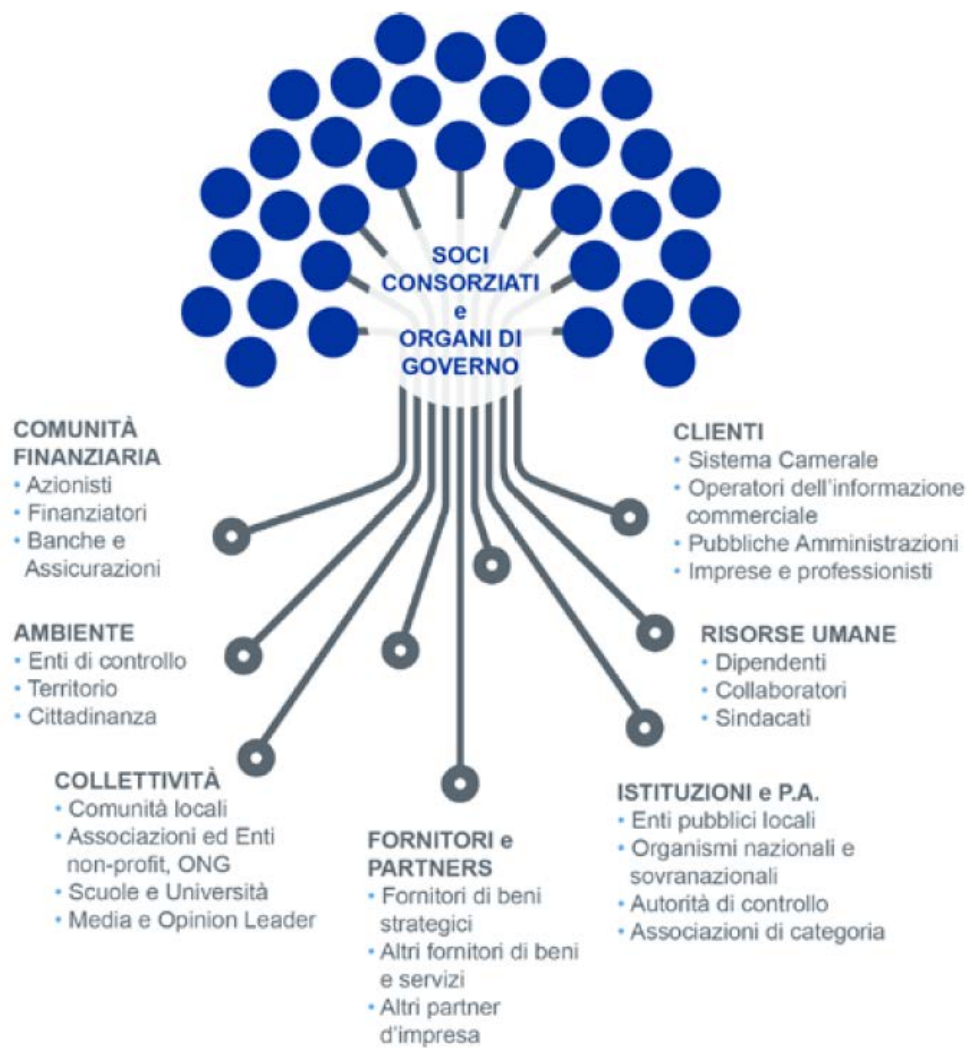 SOCI
CONSORZIATI
e
ORGANI DI
GOVERNO
COMUNITÀ
FINANZIARIA
• Azionisti
• Finanziatori
• Banche e
Assicurazioni
AMBIENTE
• Enti di controllo
• Territorio
• Cittadinanza
COLLETTIVITÀ
• Comunità locali
• Associazioni ed Enti
non-profit, ONG
• Scuole e Università
• Media e Opinion Leader
FORNITORI e
PARTNERS
• Fornitori di beni
strategici
• Altri fornitori di beni
e servizi
• Altri partner
d'impresa
CLIENTI
• Sistema Camerale
• Operatori dell'informazione
commerciale
• Pubbliche Amministrazioni
• Imprese e professionisti
RISORSE UMANE
• Dipendenti
• Collaboratori
• Sindacati
ISTITUZIONI e P.A.
• Enti pubblici locali
• Organismi nazionali e
sovranazionali
• Autorità di controllo
• Associazioni di categoria